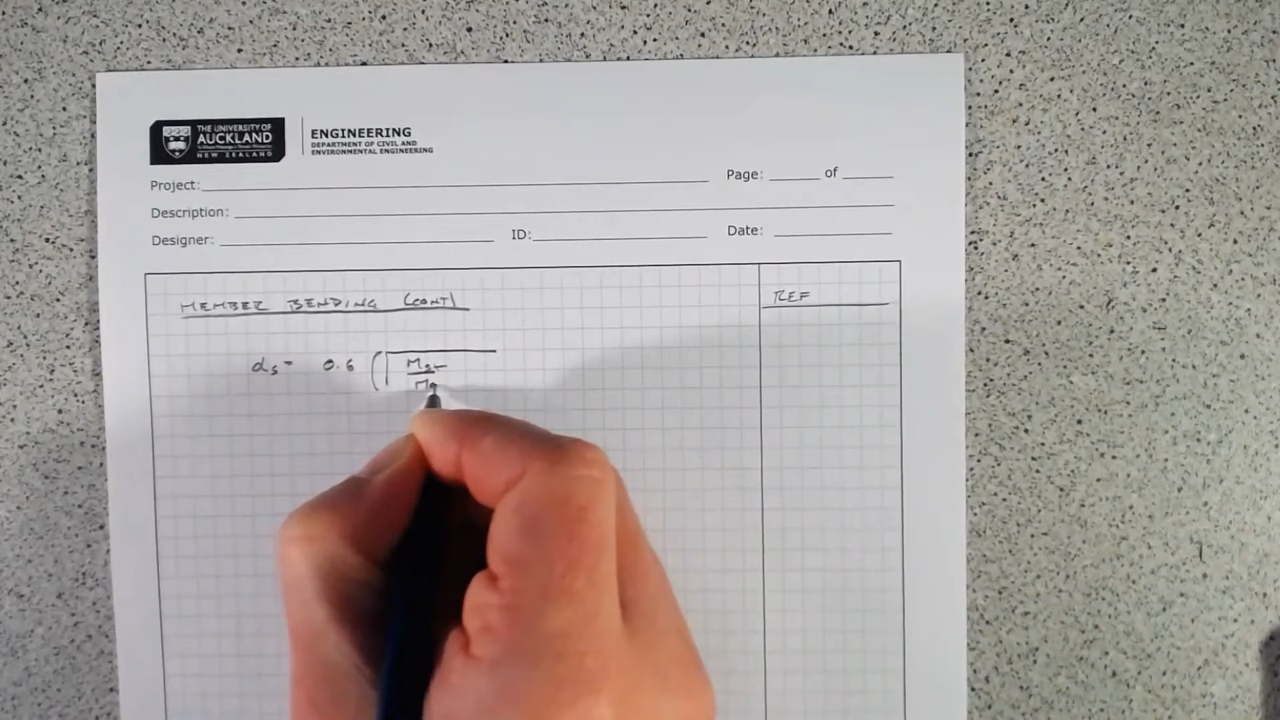 THE UNIVERSITY OF
AUCKLAND
NEW ZEALAND
ENGINEERING
DEPARTMENT OF CIVIL AND
ENVIRONMENTAL ENGINEERING
Project:
Page: of
Description:
Designer: ID: Date:
MEMBER BENDING (CONT) REF
ds = 0.6